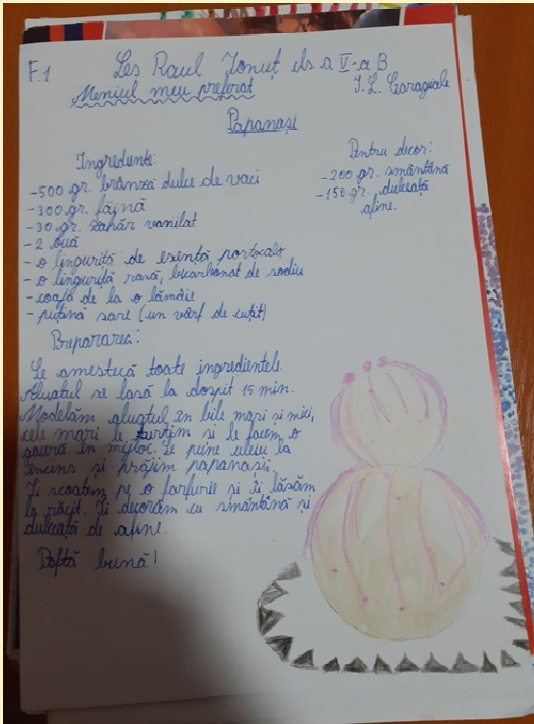 F.1
Les Raul Ionuț cls a V-a B
Meniul meu preferat
I.L. Caragiale
Papanași
Ingrediente:
-500 gr. brânză dulce de vaci
-300 gr. făină
-30 gr. zahăr vanilat
-2 ouă
-o linguriță de esență portocale
-o linguriță rasă, bicarbonat de sodiu
-coajă de la o lămâie
-puțină sare (un vârf de cuțit)
Pentru decor:
-200 gr. smântână
-150 gr. dulceață
afine.
Prepararea:
Se amestecă toate ingredientele.
Aluatul se lasă la dospit 15 min.
Modelăm aluatul în bile mari și mici,
cele mari le turtim și le facem o
gaură în mijloc. Se pune uleiu la
încins și prăjim papanașii.
Îi scoatem pe o farfurie și îi lăsăm
la răcit. Îi decorăm cu smântână și
dulceață de afine.
Poftă bună!